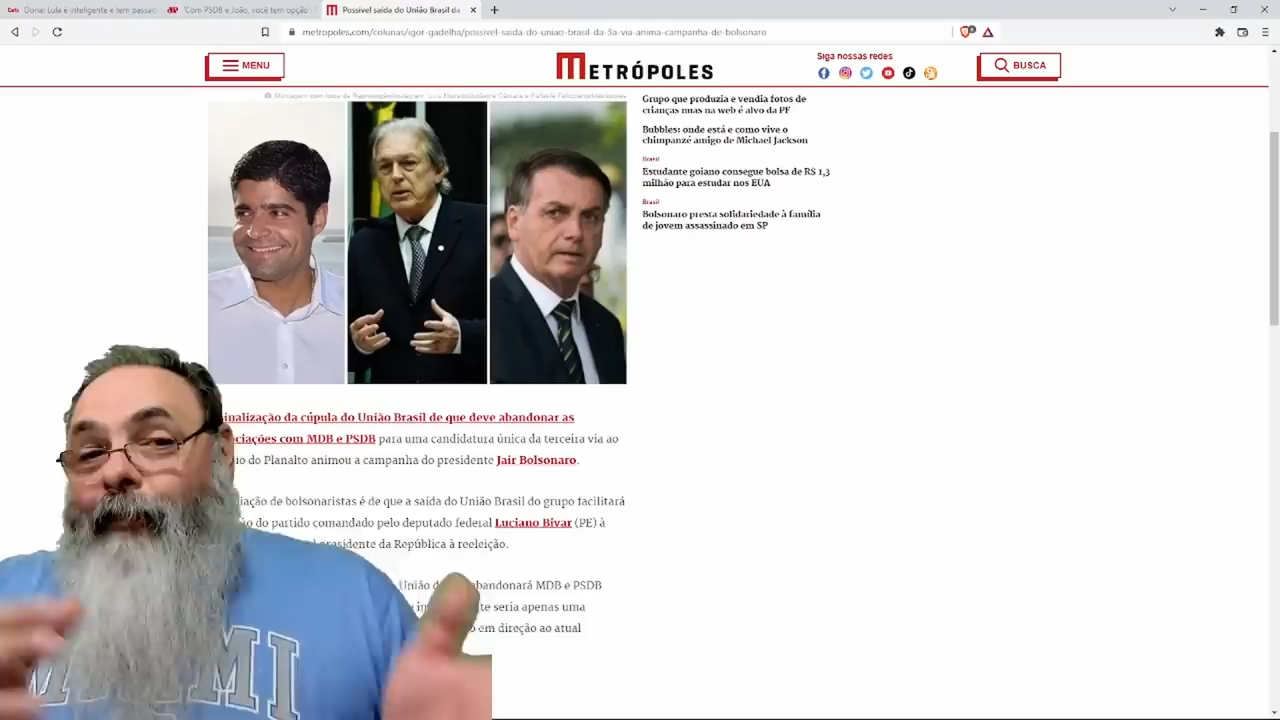 Doria: Lula é inteligente e tem passad
'Com PSDB e João, você tem opção
Possível saída do União Brasil da
metropoles.com/colunas/igor-gadelha/possivel-saida-do-uniao-brasil-da-3a-via-anima-campanha-de-bolsonaro
MENU
METRÓPOLES
Siga nossas redes
BUSCA
Grupo que produzia e vendia fotos de
crianças nuas na web é alvo da PF
Bubbles: onde está e como vive o
chimpanzé amigo de Michael Jackson
Brasil
Estudante goiano consegue bolsa de R$ 1,3
milhão para estudar nos EUA
Brasil
Bolsonaro presta solidariedade à família
de jovem assassinado em SP
inalização da cúpula do União Brasil de que deve abandonar as
ociações com MDB e PSDB para uma candidatura única da terceira via ao
io do Planalto animou a campanha do presidente Jair Bolsonaro.
iação de bolsonaristas é de que a saída do União Brasil do grupo facilitará
do partido comandado pelo deputado federal Luciano Bivar (PE) à
presidente da República à reeleição.
União abandonará MDB e PSDB
te seria apenas uma
em direção ao atual
MIAMI